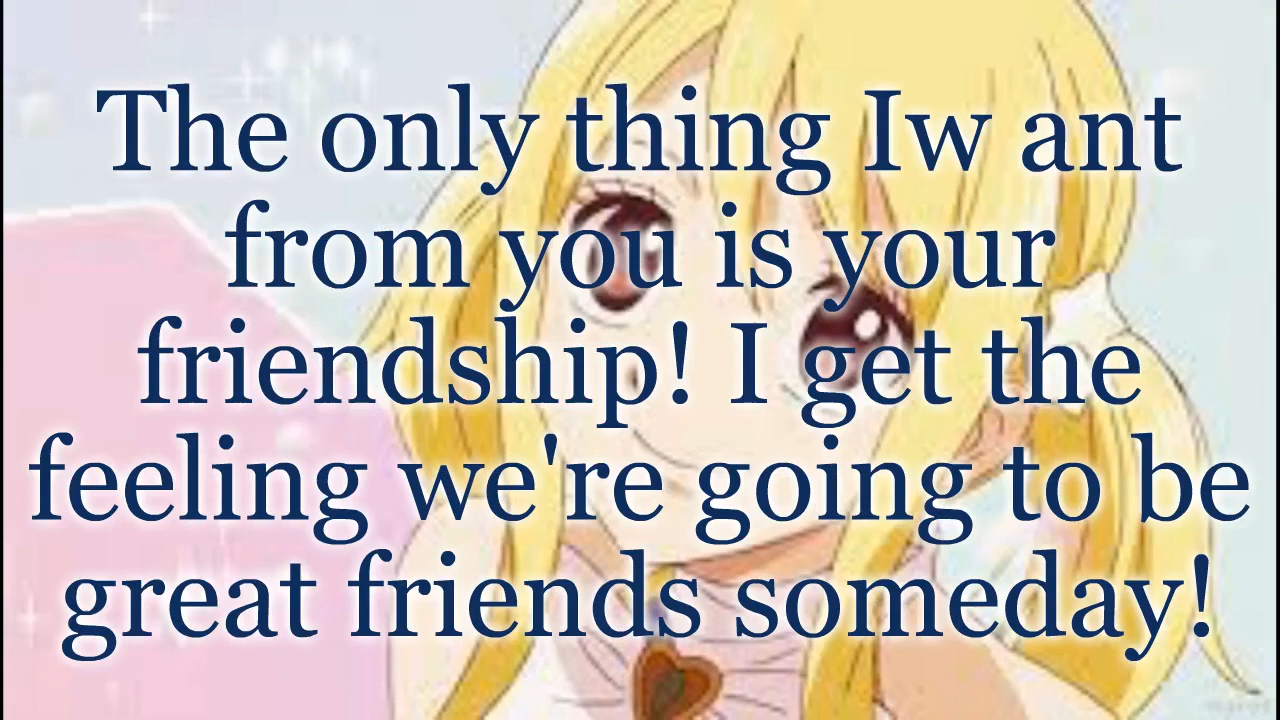 The only thing Iw ant
from you is your
friendship! I get the
feeling we're going to be
great friends someday!